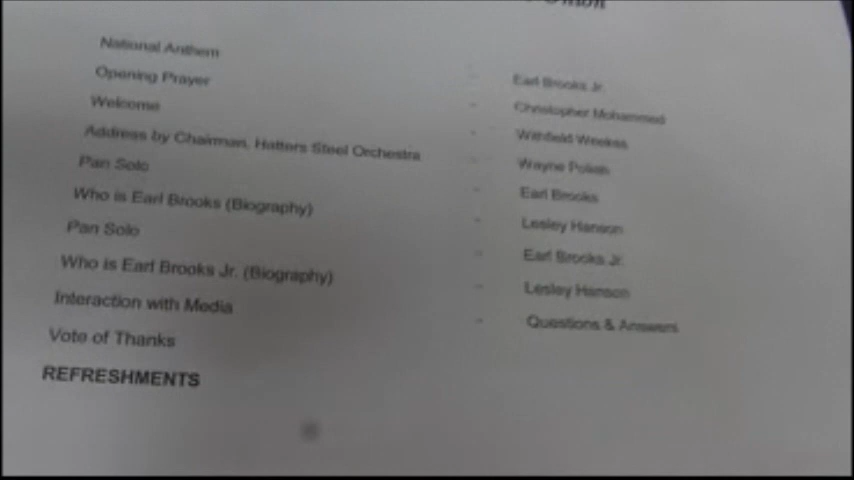 National Anthem - Earl Brooks Jr.
Opening Prayer - Christopher Mohammed
Welcome - Withfield Weekes
Address by Chairman, Hatters Steel Orchestra - Wayne
Pan Solo - Earl Brooks
Who is Earl Brooks (Biography) - Lesley Hanson
Pan Solo - Earl Brooks Jr.
Who is Earl Brooks Jr. (Biography) - Lesley Hanson
Interaction with Media - Questions & Answers
Vote of Thanks
REFRESHMENTS